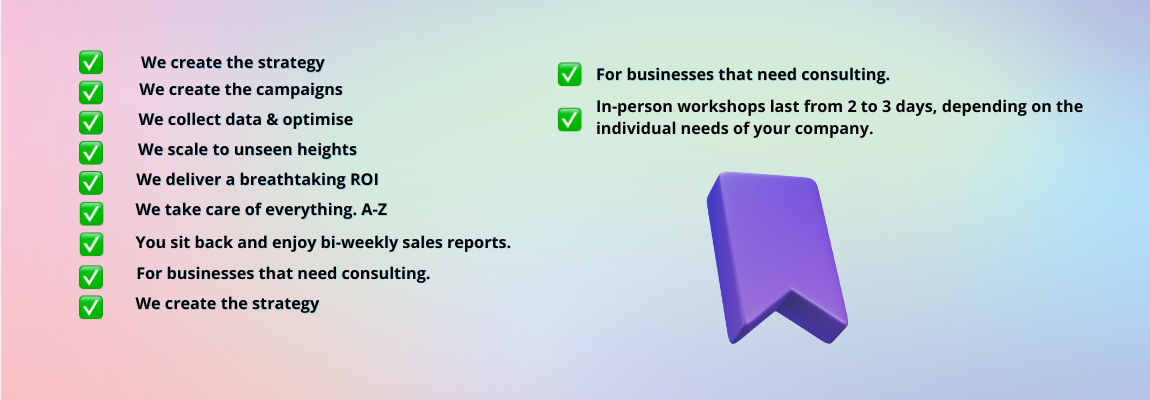 We create the strategy
We create the campaigns
We collect data & optimise
We scale to unseen heights
We deliver a breathtaking ROI
We take care of everything. A-Z
You sit back and enjoy bi-weekly sales reports.
For businesses that need consulting.
We create the strategy
For businesses that need consulting.
In-person workshops last from 2 to 3 days, depending on the
individual needs of your company.